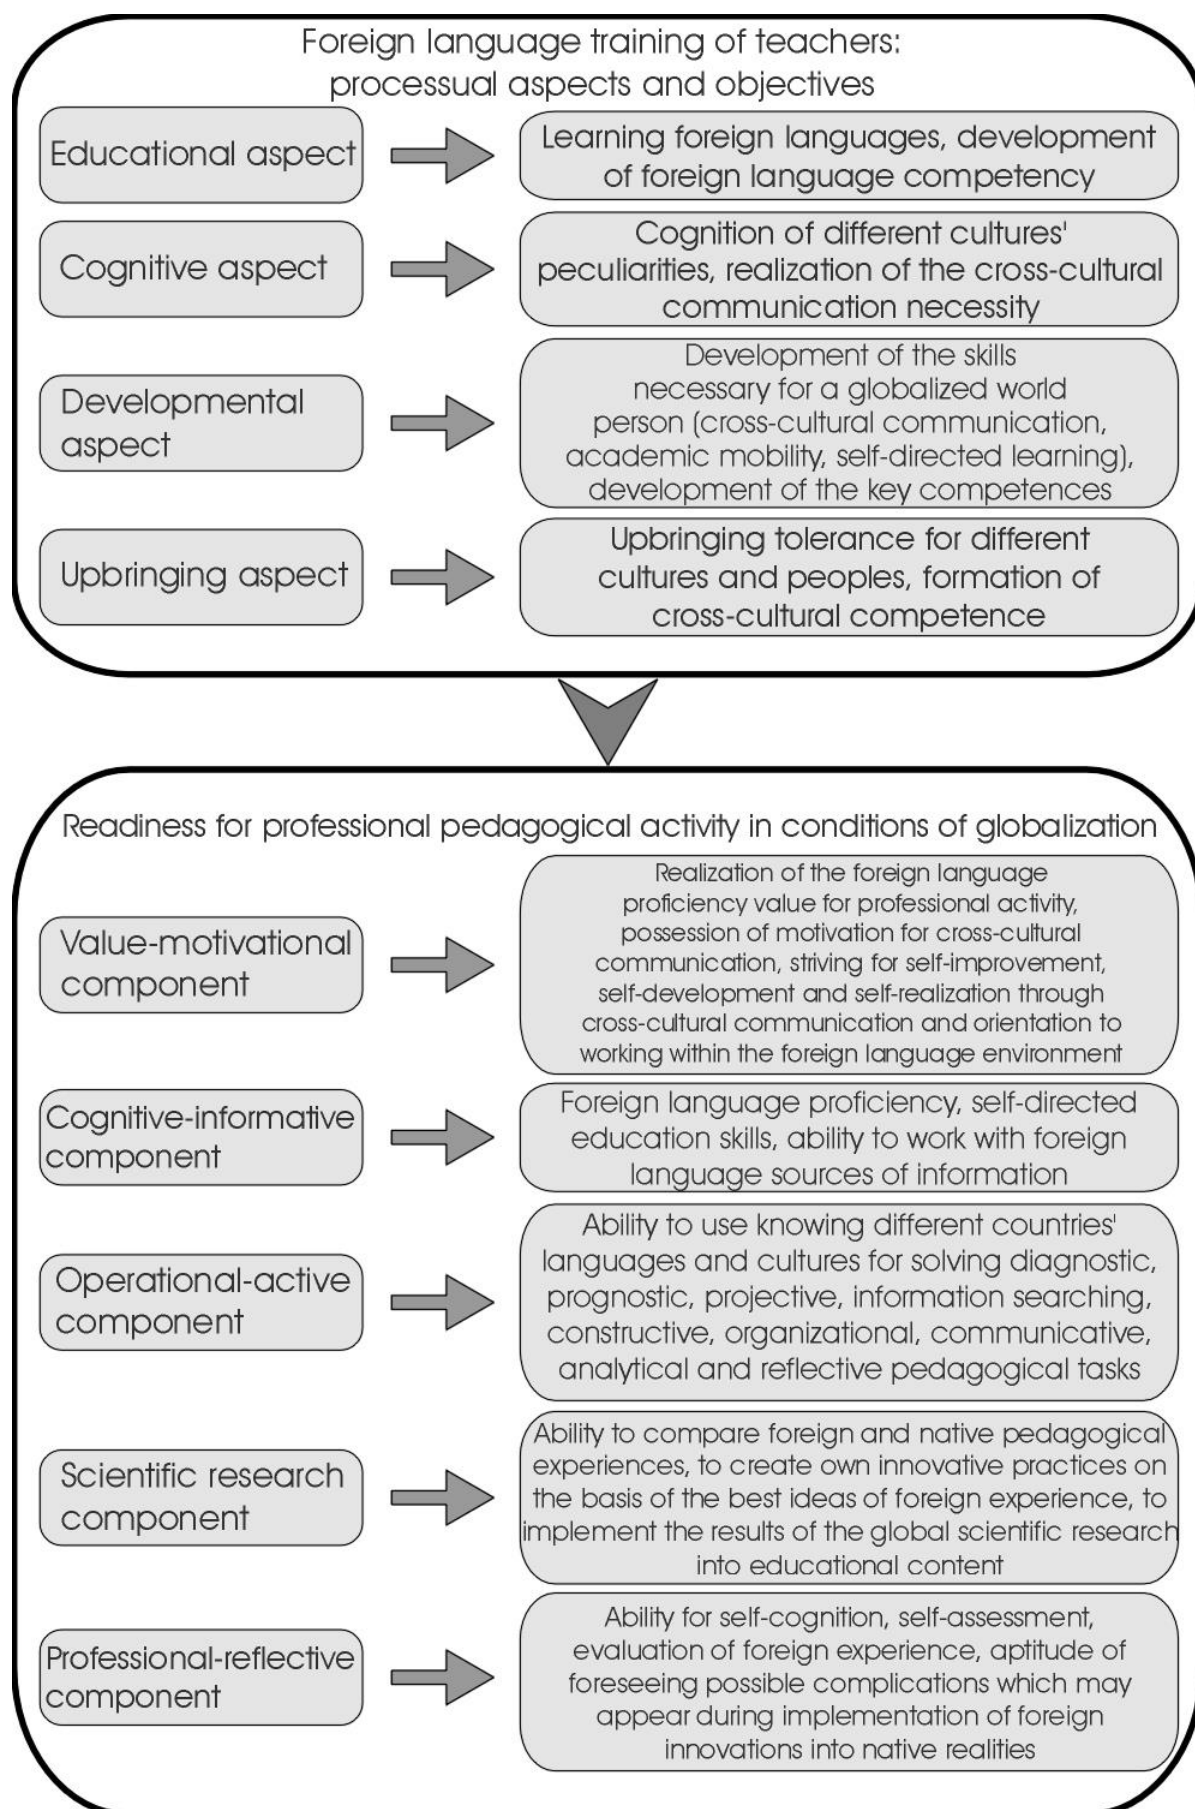 Foreign language training of teachers:
processual aspects and objectives
Educational aspect
Learning foreign languages, development
of foreign language competency
Cognitive aspect
Cognition of different cultures'
peculiarities, realization of the cross-cultural
communication necessity
Developmental
aspect
Development of the skills
necessary for a globalized world
person (cross-cultural communication,
academic mobility, self-directed learning),
development of the key competences
Upbringing aspect
Upbringing tolerance for different
cultures and peoples, formation of
cross-cultural competence
Readiness for professional pedagogical activity in conditions of globalization
Value-motivational
component
Realization of the foreign language
proficiency value for professional activity,
possession of motivation for cross-cultural
communication, striving for self-improvement,
self-development and self-realization through
cross-cultural communication and orientation to
working within the foreign language environment
Cognitive-informative
component
Foreign language proficiency, self-directed
education skills, ability to work with foreign
language sources of information
Operational-active
component
Ability to use knowing different countries'
languages and cultures for solving diagnostic,
prognostic, projective, information searching,
constructive, organizational, communicative,
analytical and reflective pedagogical tasks
Scientific research
component
Ability to compare foreign and native pedagogical
experiences, to create own innovative practices on
the basis of the best ideas of foreign experience, to
implement the results of the global scientific research
into educational content
Professional-reflective
component
Ability for self-cognition, self-assessment,
evaluation of foreign experience, aptitude of
foreseeing possible complications which may
appear during implementation of foreign
innovations into native realities